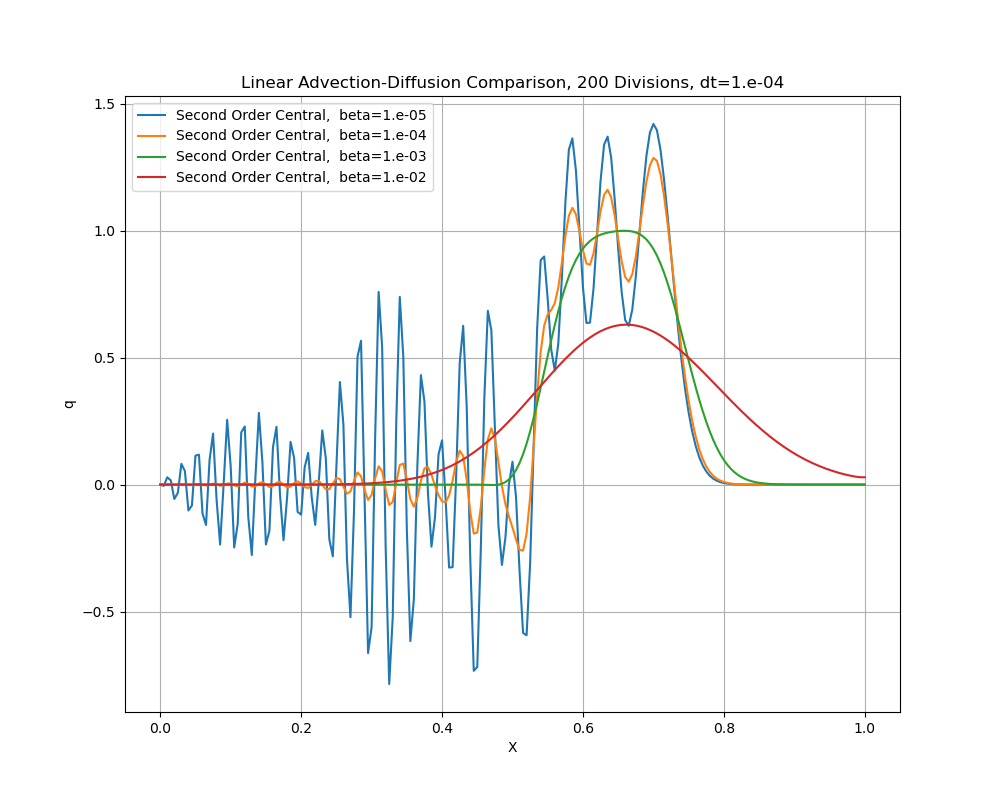 Linear Advection-Diffusion Comparison, 200 Divisions, dt=1.e-04
Second Order Central,  beta=1.e-05
Second Order Central,  beta=1.e-04
Second Order Central,  beta=1.e-03
Second Order Central,  beta=1.e-02
1.5
1.0
0.5
0.0
−0.5
q
0.0 0.2 0.4 0.6 0.8 1.0
X